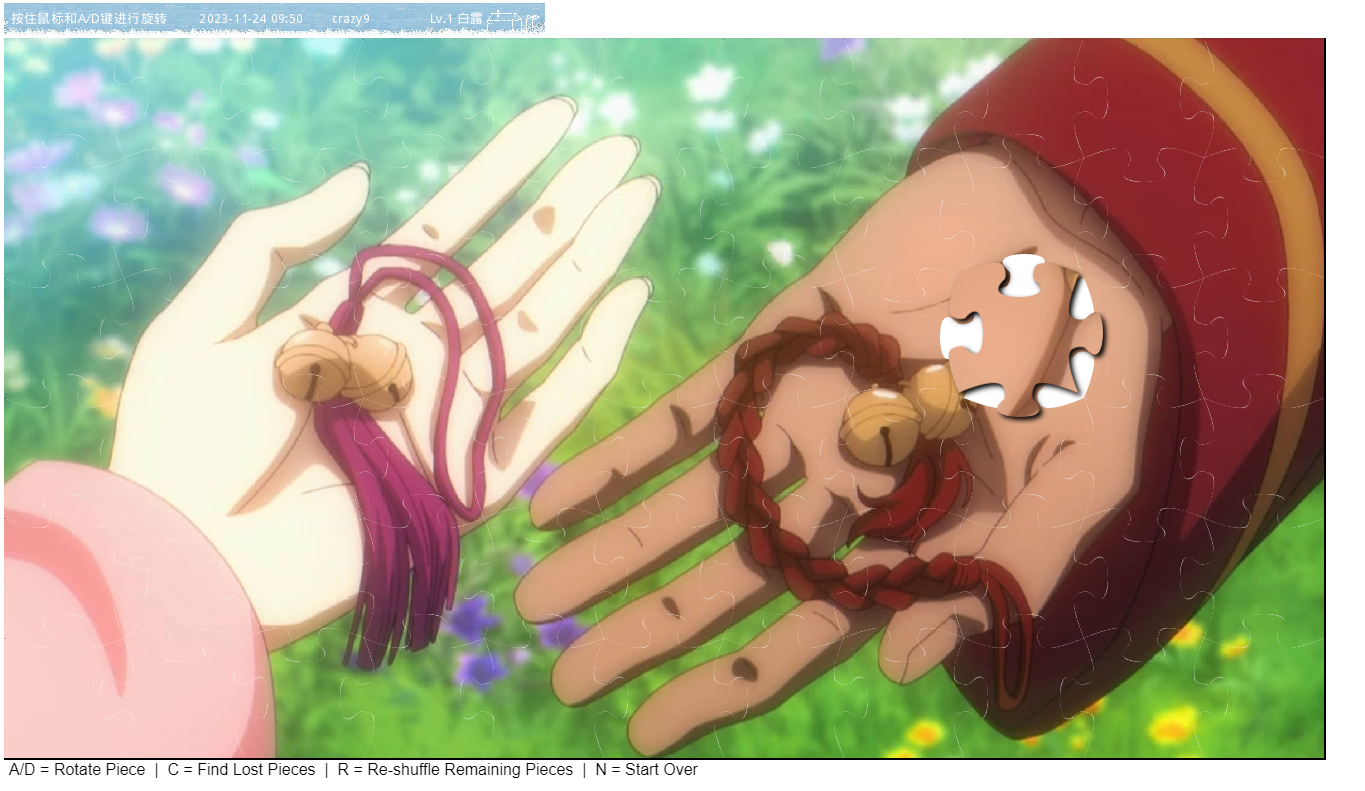 按住鼠标和A/D键进行旋转 2023-11-24 09:50 crazy9 Lv.1 白露
A/D = Rotate Piece | C = Find Lost Pieces | R = Re-shuffle Remaining Pieces | N = Start Over